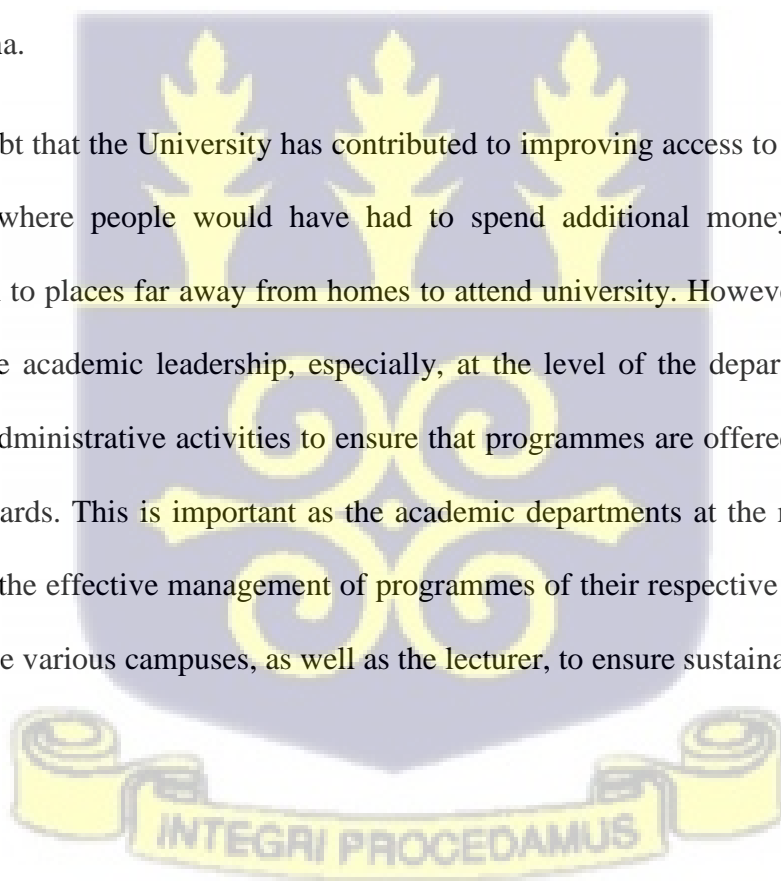 na.
bt that the University has contributed to improving access to
where people would have had to spend additional money
to places far away from homes to attend university. However
e academic leadership, especially, at the level of the depar
dministrative activities to ensure that programmes are offered
ards. This is important as the academic departments at the
the effective management of programmes of their respective
e various campuses, as well as the lecturer, to ensure sustaina
INTEGRI PROCEDAMUS